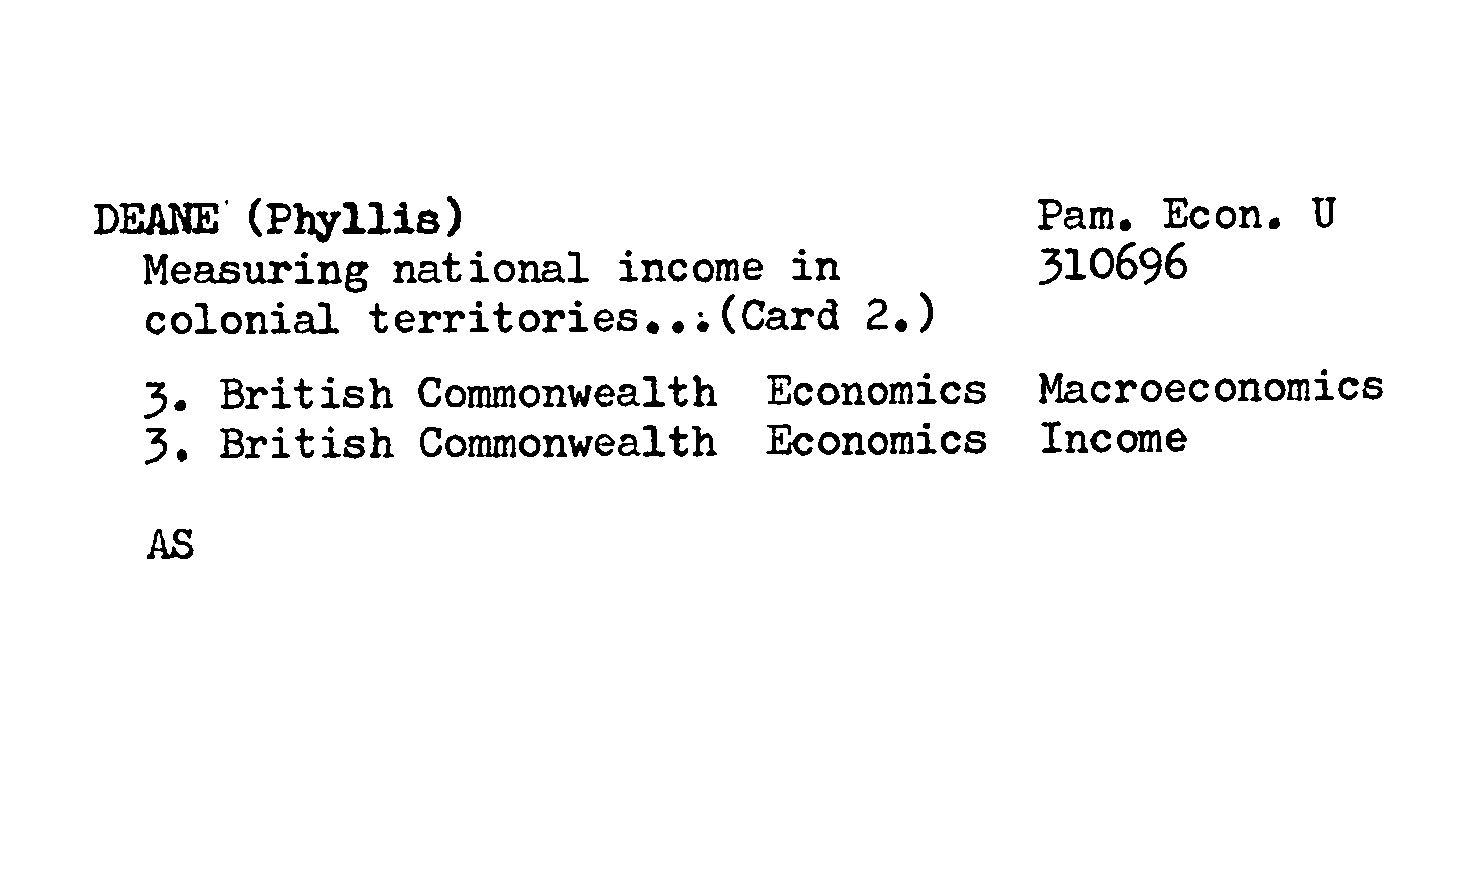 DEANE (Phyllis) Pam. Econ. U
Measuring national income in 310696
colonial territories...(Card 2.)
3. British Commonwealth Economics Macroeconomics
3. British Commonwealth Economics Income
AS